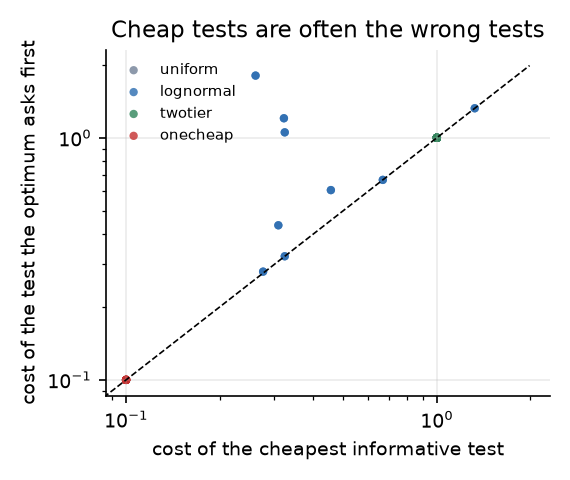 Cheap tests are often the wrong tests
cost of the test the optimum asks first
uniform
lognormal
twotier
onecheap
10⁰
10⁻¹
10⁻¹
10⁰
cost of the cheapest informative test